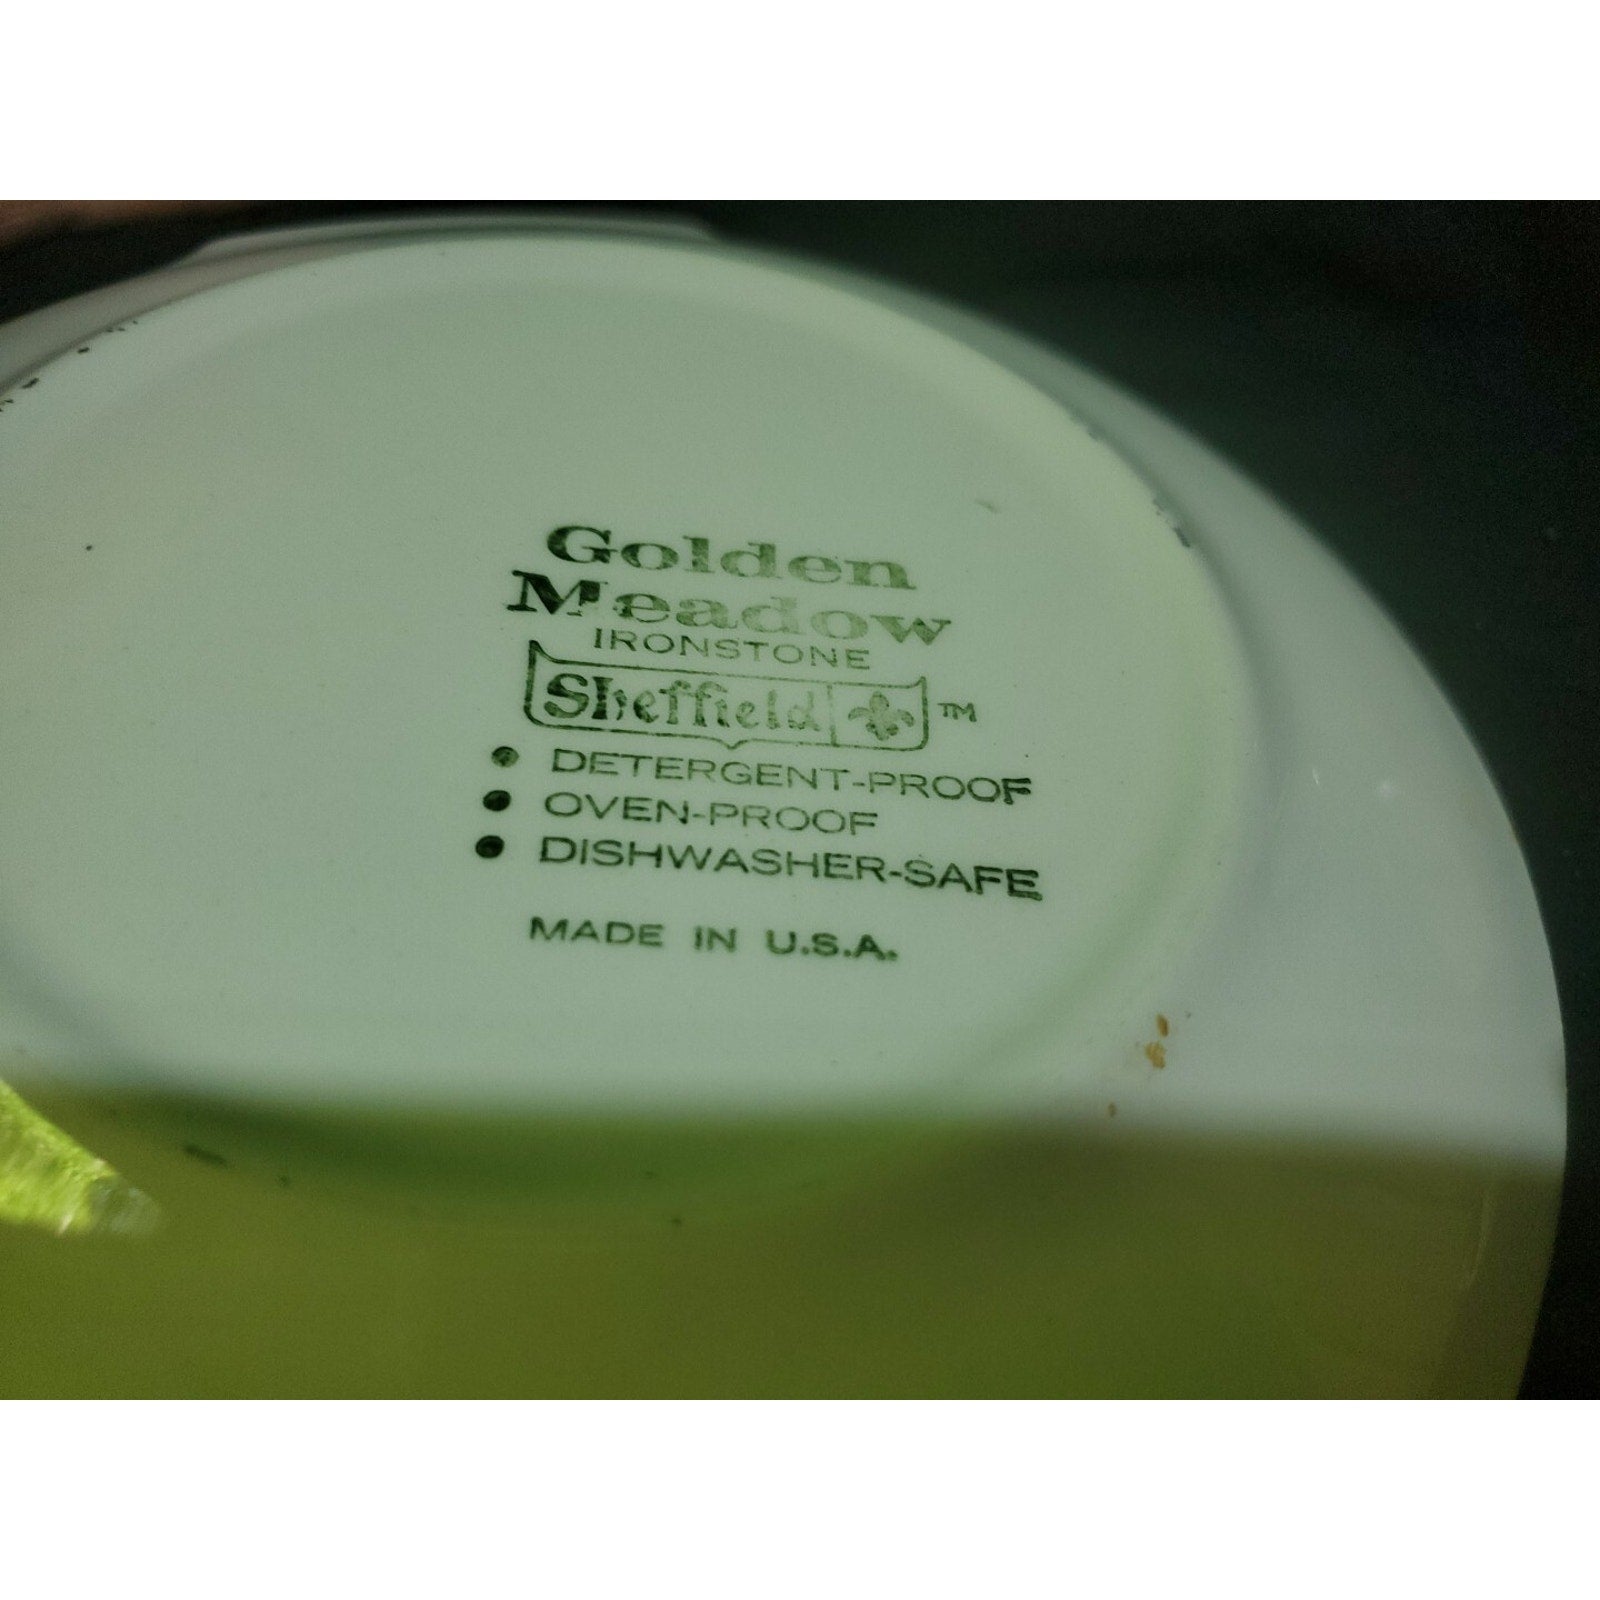 Golden
Meadow
IRONSTONE
Sheffield ™
• DETERGENT-PROOF
• OVEN-PROOF
• DISHWASHER-SAFE
MADE IN U.S.A.